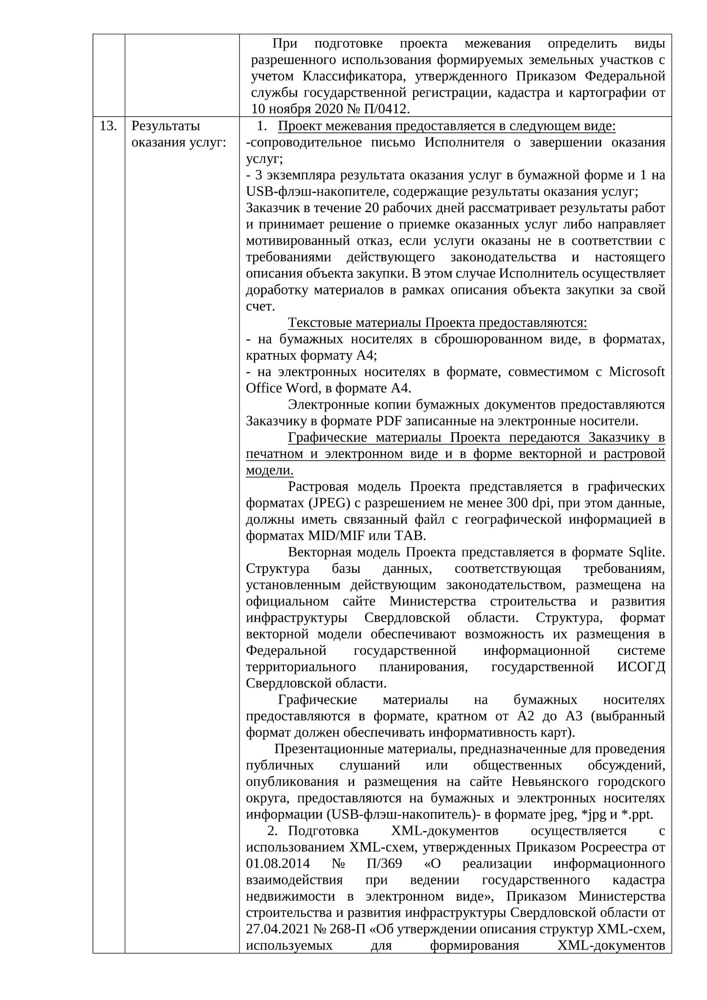 При подготовке проекта межевания определить виды
разрешенного использования формируемых земельных участков с
учетом Классификатора, утвержденного Приказом Федеральной
службы государственной регистрации, кадастра и картографии от
10 ноября 2020 № П/0412.
13. Результаты
оказания услуг:
1. Проект межевания предоставляется в следующем виде:
-сопроводительное письмо Исполнителя о завершении оказания
услуг;
- 3 экземпляра результата оказания услуг в бумажной форме и 1 на
USB-флэш-накопителе, содержащие результаты оказания услуг;
Заказчик в течение 20 рабочих дней рассматривает результаты работ
и принимает решение о приемке оказанных услуг либо направляет
мотивированный отказ, если услуги оказаны не в соответствии с
требованиями действующего законодательства и настоящего
описания объекта закупки. В этом случае Исполнитель осуществляет
доработку материалов в рамках описания объекта закупки за свой
счет.
Текстовые материалы Проекта предоставляются:
- на бумажных носителях в сброшюрованном виде, в форматах,
кратных формату А4;
- на электронных носителях в формате, совместимом с Microsoft
Office Word, в формате А4.
Электронные копии бумажных документов предоставляются
Заказчику в формате PDF записанные на электронные носители.
Графические материалы Проекта передаются Заказчику в
печатном и электронном виде и в форме векторной и растровой
модели.
Растровая модель Проекта представляется в графических
форматах (JPEG) с разрешением не менее 300 dpi, при этом данные,
должны иметь связанный файл с географической информацией в
форматах MID/MIF или TAB.
Векторная модель Проекта представляется в формате Sqlite.
Структура базы данных, соответствующая требованиям,
установленным действующим законодательством, размещена на
официальном сайте Министерства строительства и развития
инфраструктуры Свердловской области. Структура, формат
векторной модели обеспечивают возможность их размещения в
Федеральной государственной информационной системе
территориального планирования, государственной ИСОГД
Свердловской области.
Графические материалы на бумажных носителях
предоставляются в формате, кратном от А2 до А3 (выбранный
формат должен обеспечивать информативность карт).
Презентационные материалы, предназначенные для проведения
публичных слушаний или общественных обсуждений,
опубликования и размещения на сайте Невьянского городского
округа, предоставляются на бумажных и электронных носителях
информации (USB-флэш-накопитель)- в формате jpeg, *jpg и *.ppt.
2. Подготовка XML-документов осуществляется с
использованием XML-схем, утвержденных Приказом Росреестра от
01.08.2014 № П/369 «О реализации информационного
взаимодействия при ведении государственного кадастра
недвижимости в электронном виде», Приказом Министерства
строительства и развития инфраструктуры Свердловской области от
27.04.2021 № 268-П «Об утверждении описания структур XML-схем,
используемых для формирования XML-документов